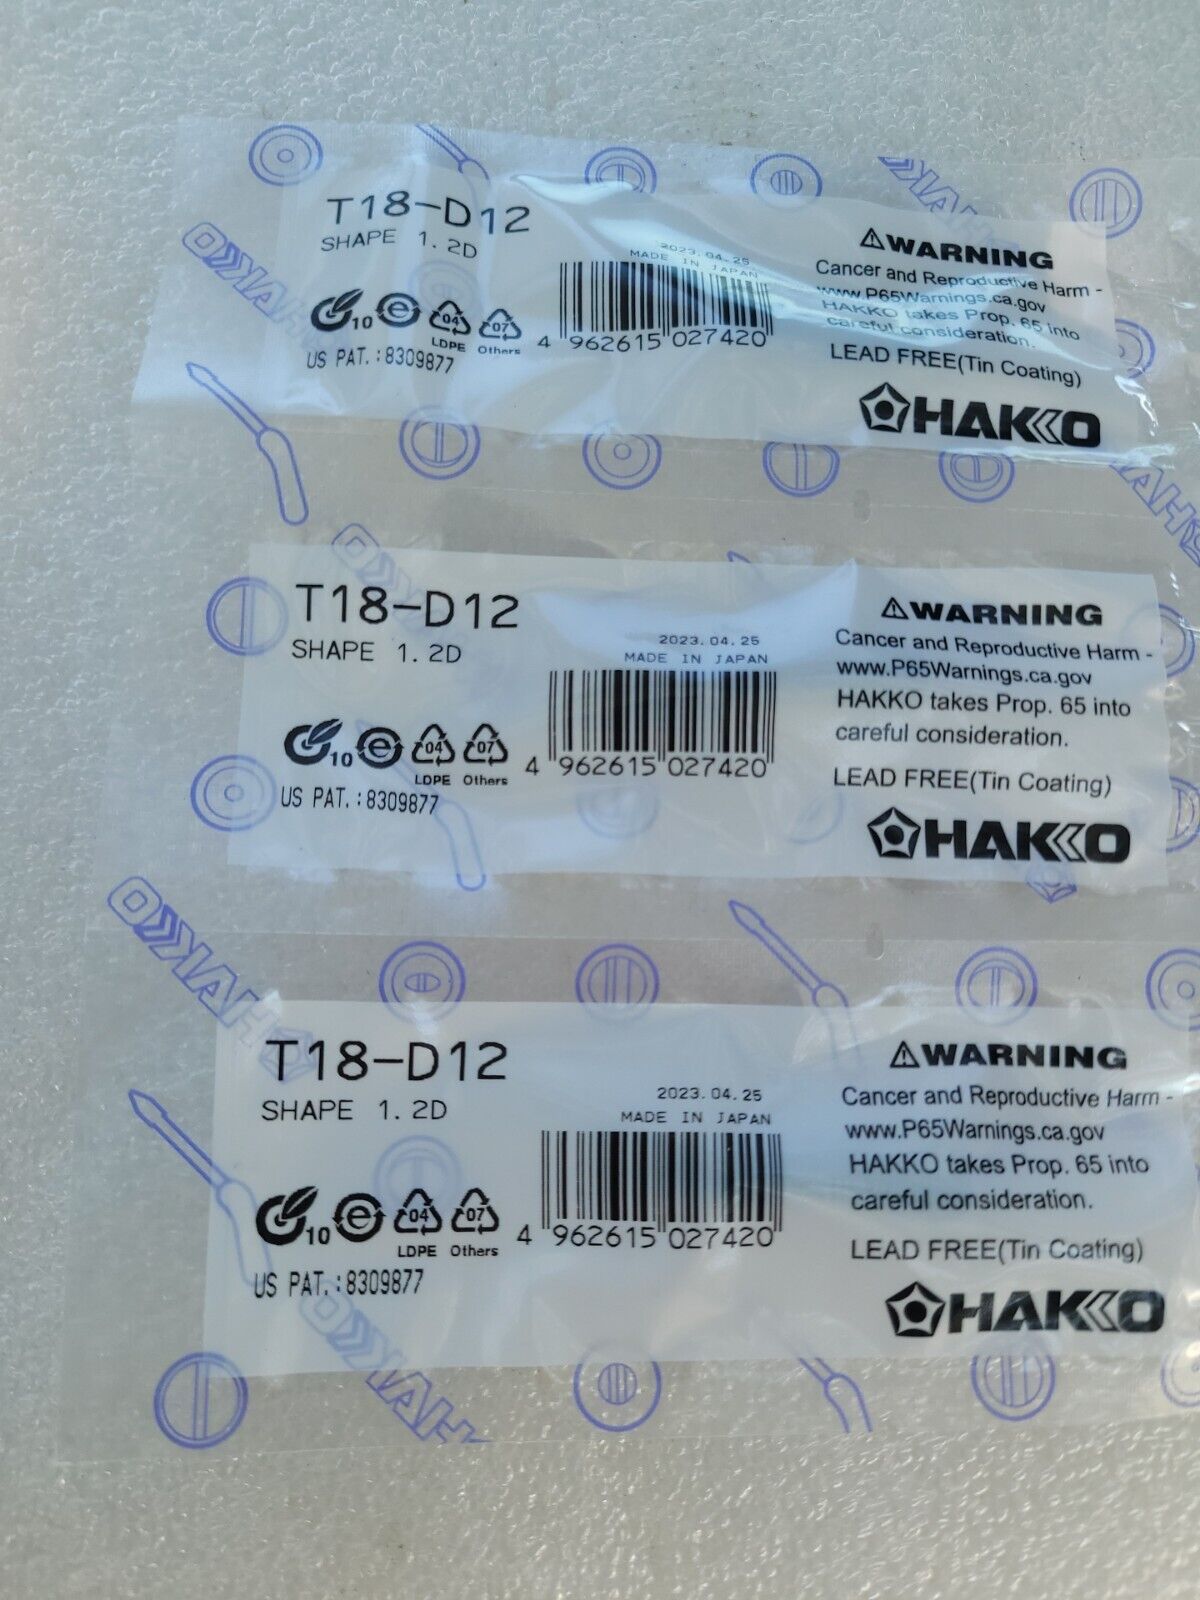 T18-D12
SHAPE 1.2D
2023.04.25
MADE IN JAPAN
10
04
LDPE
07
Others
US PAT.:8309877
4 962615 027420
⚠WARNING
Cancer and Reproductive Harm -
www.P65Warnings.ca.gov
HAKKO takes Prop. 65 into
careful consideration.
LEAD FREE(Tin Coating)
HAKKO
T18-D12
SHAPE 1.2D
2023.04.25
MADE IN JAPAN
10
04
LDPE
07
Others
US PAT.:8309877
4 962615 027420
⚠WARNING
Cancer and Reproductive Harm -
www.P65Warnings.ca.gov
HAKKO takes Prop. 65 into
careful consideration.
LEAD FREE(Tin Coating)
HAKKO
T18-D12
SHAPE 1.2D
2023.04.25
MADE IN JAPAN
10
04
LDPE
07
Others
US PAT.:8309877
4 962615 027420
⚠WARNING
Cancer and Reproductive Harm -
www.P65Warnings.ca.gov
HAKKO takes Prop. 65 into
careful consideration.
LEAD FREE(Tin Coating)
HAKKO
HAKKO
HAKKO
HAKKO
HAKKO